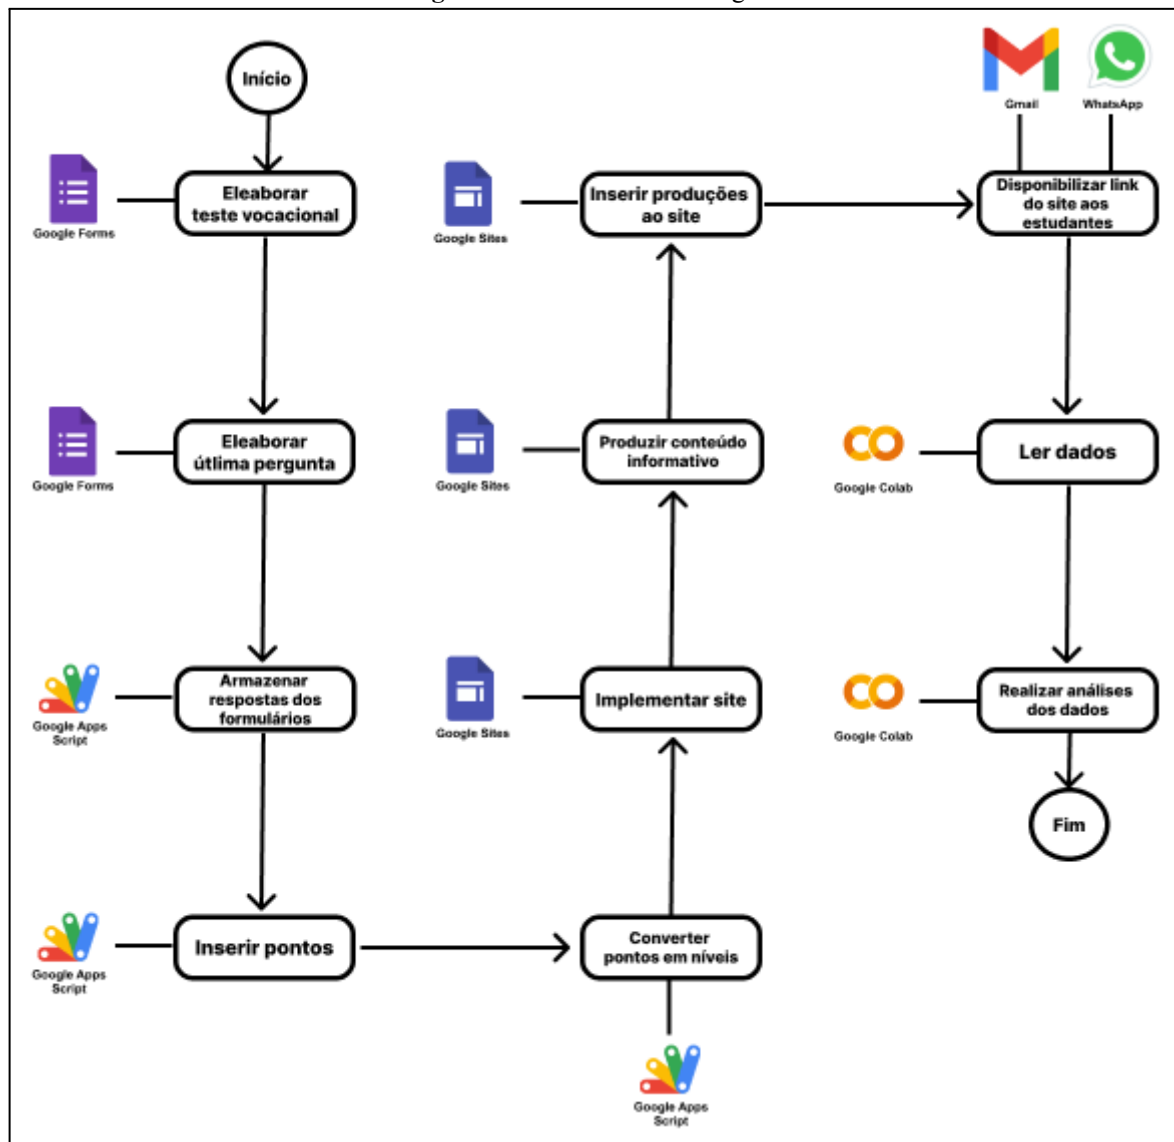 Início
Gmail
WhatsApp
Google Forms
Eleaborar
teste vocacional
Google Sites
Inserir produções
ao site
Disponibilizar link
do site aos
estudantes
Google Forms
Eleaborar
útlima pergunta
Google Sites
Produzir conteúdo
informativo
Google Colab
Ler dados
Google Apps
Script
Armazenar
respostas dos
formulários
Google Sites
Implementar site
Google Colab
Realizar análises
dos dados
Fim
Google Apps
Script
Inserir pontos
Converter
pontos em níveis
Google Apps
Script